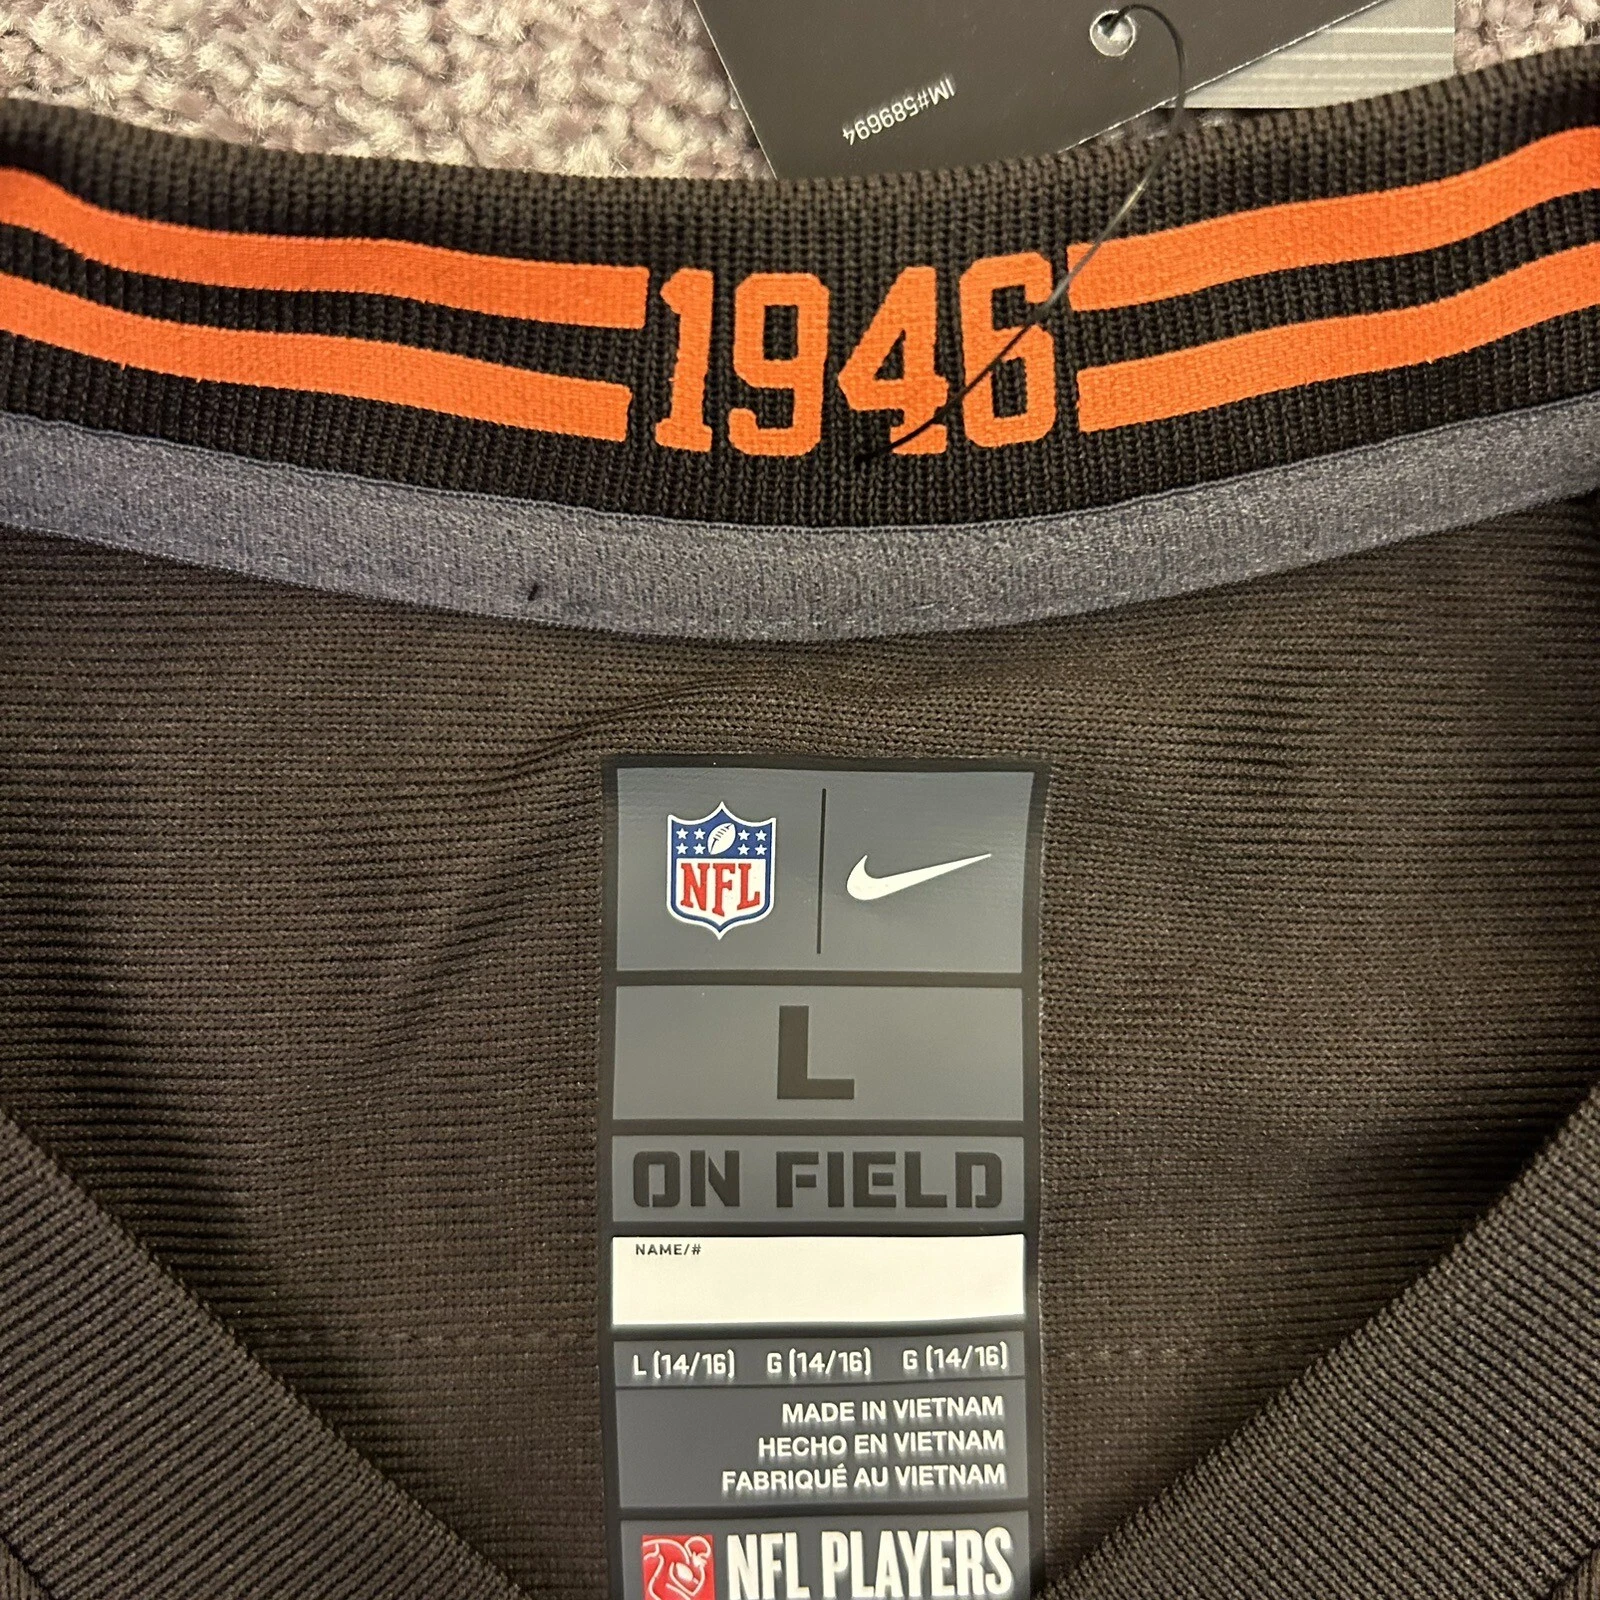 IM#589694
1946
NFL
L
ON FIELD
NAME/#
L (14/16) G (14/16) G (14/16)
MADE IN VIETNAM
HECHO EN VIETNAM
FABRIQUÉ AU VIETNAM
NFL PLAYERS